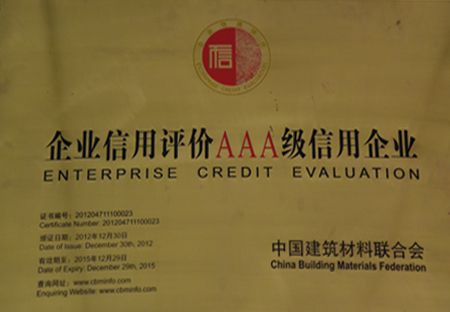 信
企业信用评价AAA级信用企业
ENTERPRISE CREDIT EVALUATION
证书编号：201204711100023
Certificate Number: 201204711100023
颁证日期：2012年12月30日
Date of Issue: December 30th, 2012
有效期至：2015年12月29日
Date of Expiry: December 29th, 2015
查询网址：www.cbminfo.com
Enquiring Website: www.cbminfo.com
中国建筑材料联合会
China Building Materials Federation